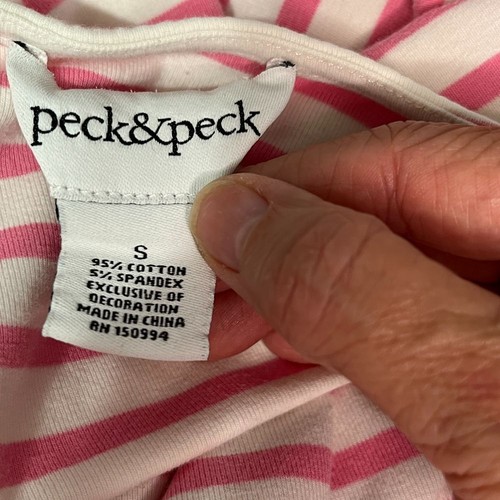 peck&peck
S
95% COTTON
5% SPANDEX
EXCLUSIVE OF
DECORATION
MADE IN CHINA
RN 150994